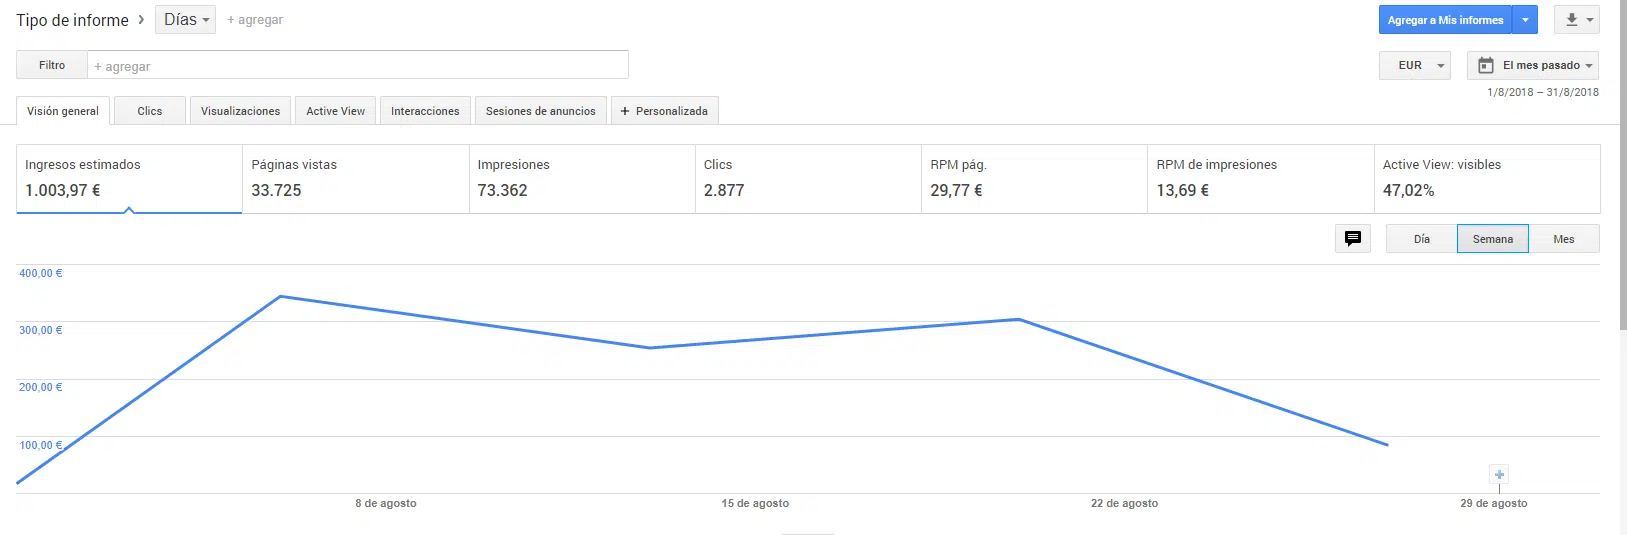 Tipo de informe > Días + agregar
Agregar a Mis informes
Filtro + agregar
EUR El mes pasado
1/8/2018 – 31/8/2018
Visión general Clics Visualizaciones Active View Interacciones Sesiones de anuncios + Personalizada
Ingresos estimados Páginas vistas Impresiones Clics RPM pág. RPM de impresiones Active View: visibles
1.003,97 € 33.725 73.362 2.877 29,77 € 13,69 € 47,02%
Día Semana Mes
400,00 €
300,00 €
200,00 €
100,00 €
8 de agosto 15 de agosto 22 de agosto 29 de agosto